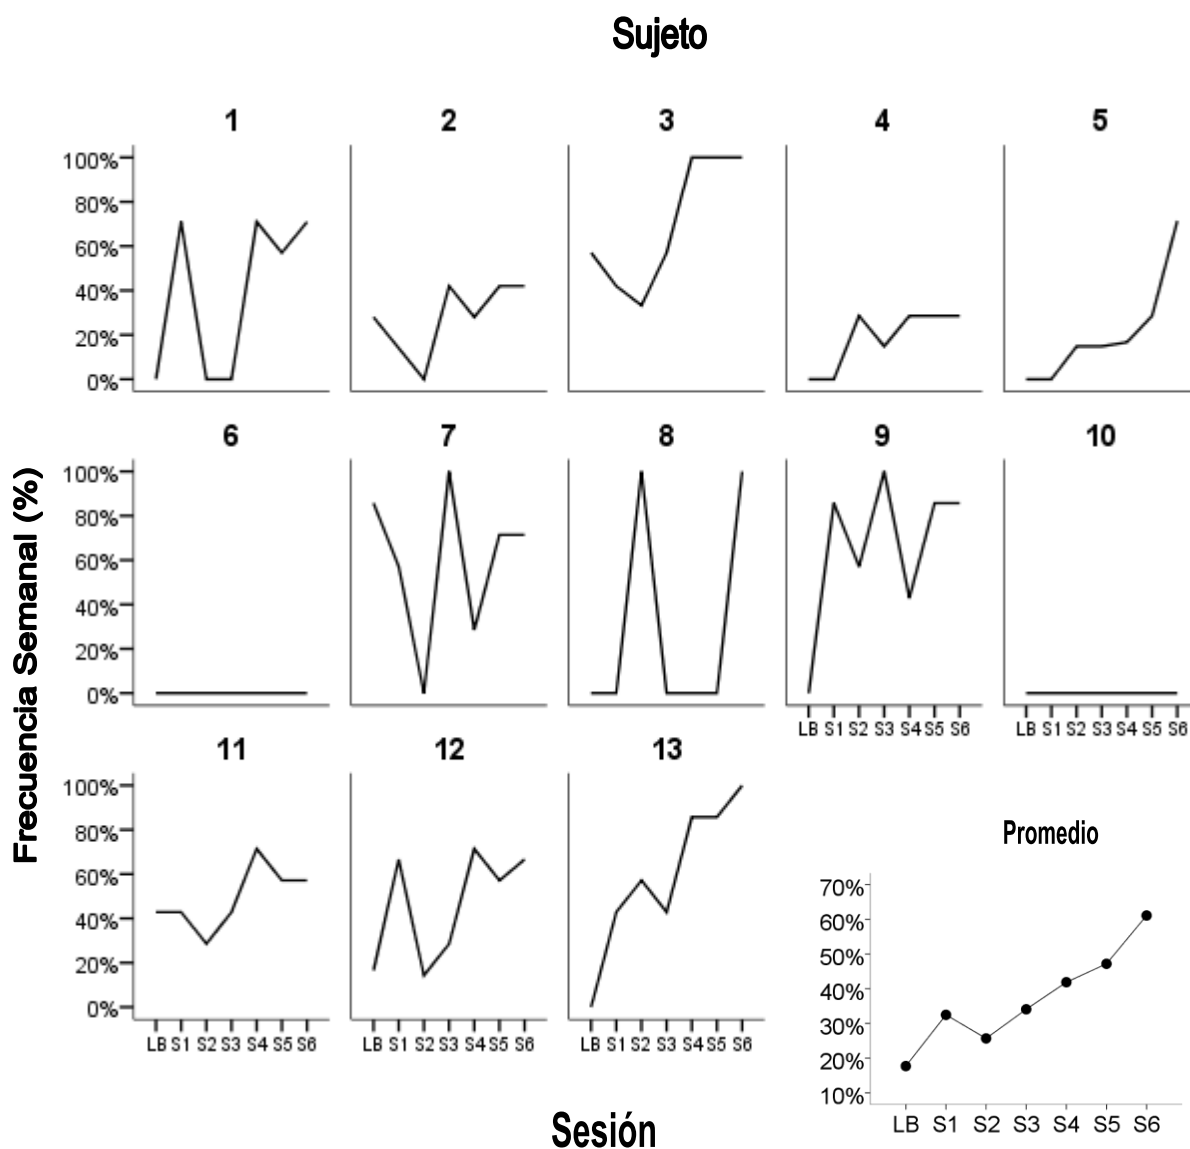 Sujeto
1 2 3 4 5
100%
80%
60%
40%
20%
0%
6 7 8 9 10
100%
80%
60%
40%
20%
0%
LB S1 S2 S3 S4 S5 S6 LB S1 S2 S3 S4 S5 S6
11 12 13
100%
80%
60%
40%
20%
0%
LB S1 S2 S3 S4 S5 S6 LB S1 S2 S3 S4 S5 S6 LB S1 S2 S3 S4 S5 S6
Frecuencia Semanal (%)
Promedio
70%
60%
50%
40%
30%
20%
10%
LB S1 S2 S3 S4 S5 S6
Sesión